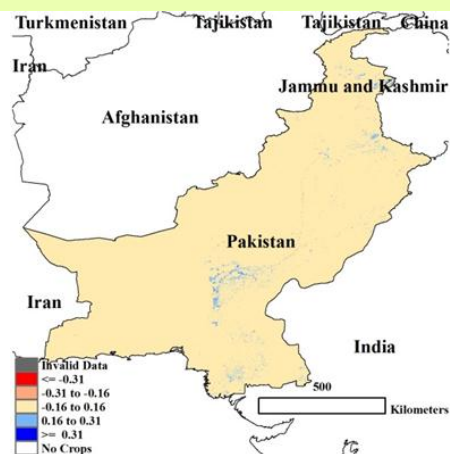 Turkmenistan Tajikistan Tajikistan China
Iran
Jammu and Kashmir
Afghanistan
Pakistan
Iran
India
Invalid Data
<= -0.31
-0.31 to -0.16
-0.16 to 0.16
0.16 to 0.31
>= 0.31
No Crops
500
Kilometers